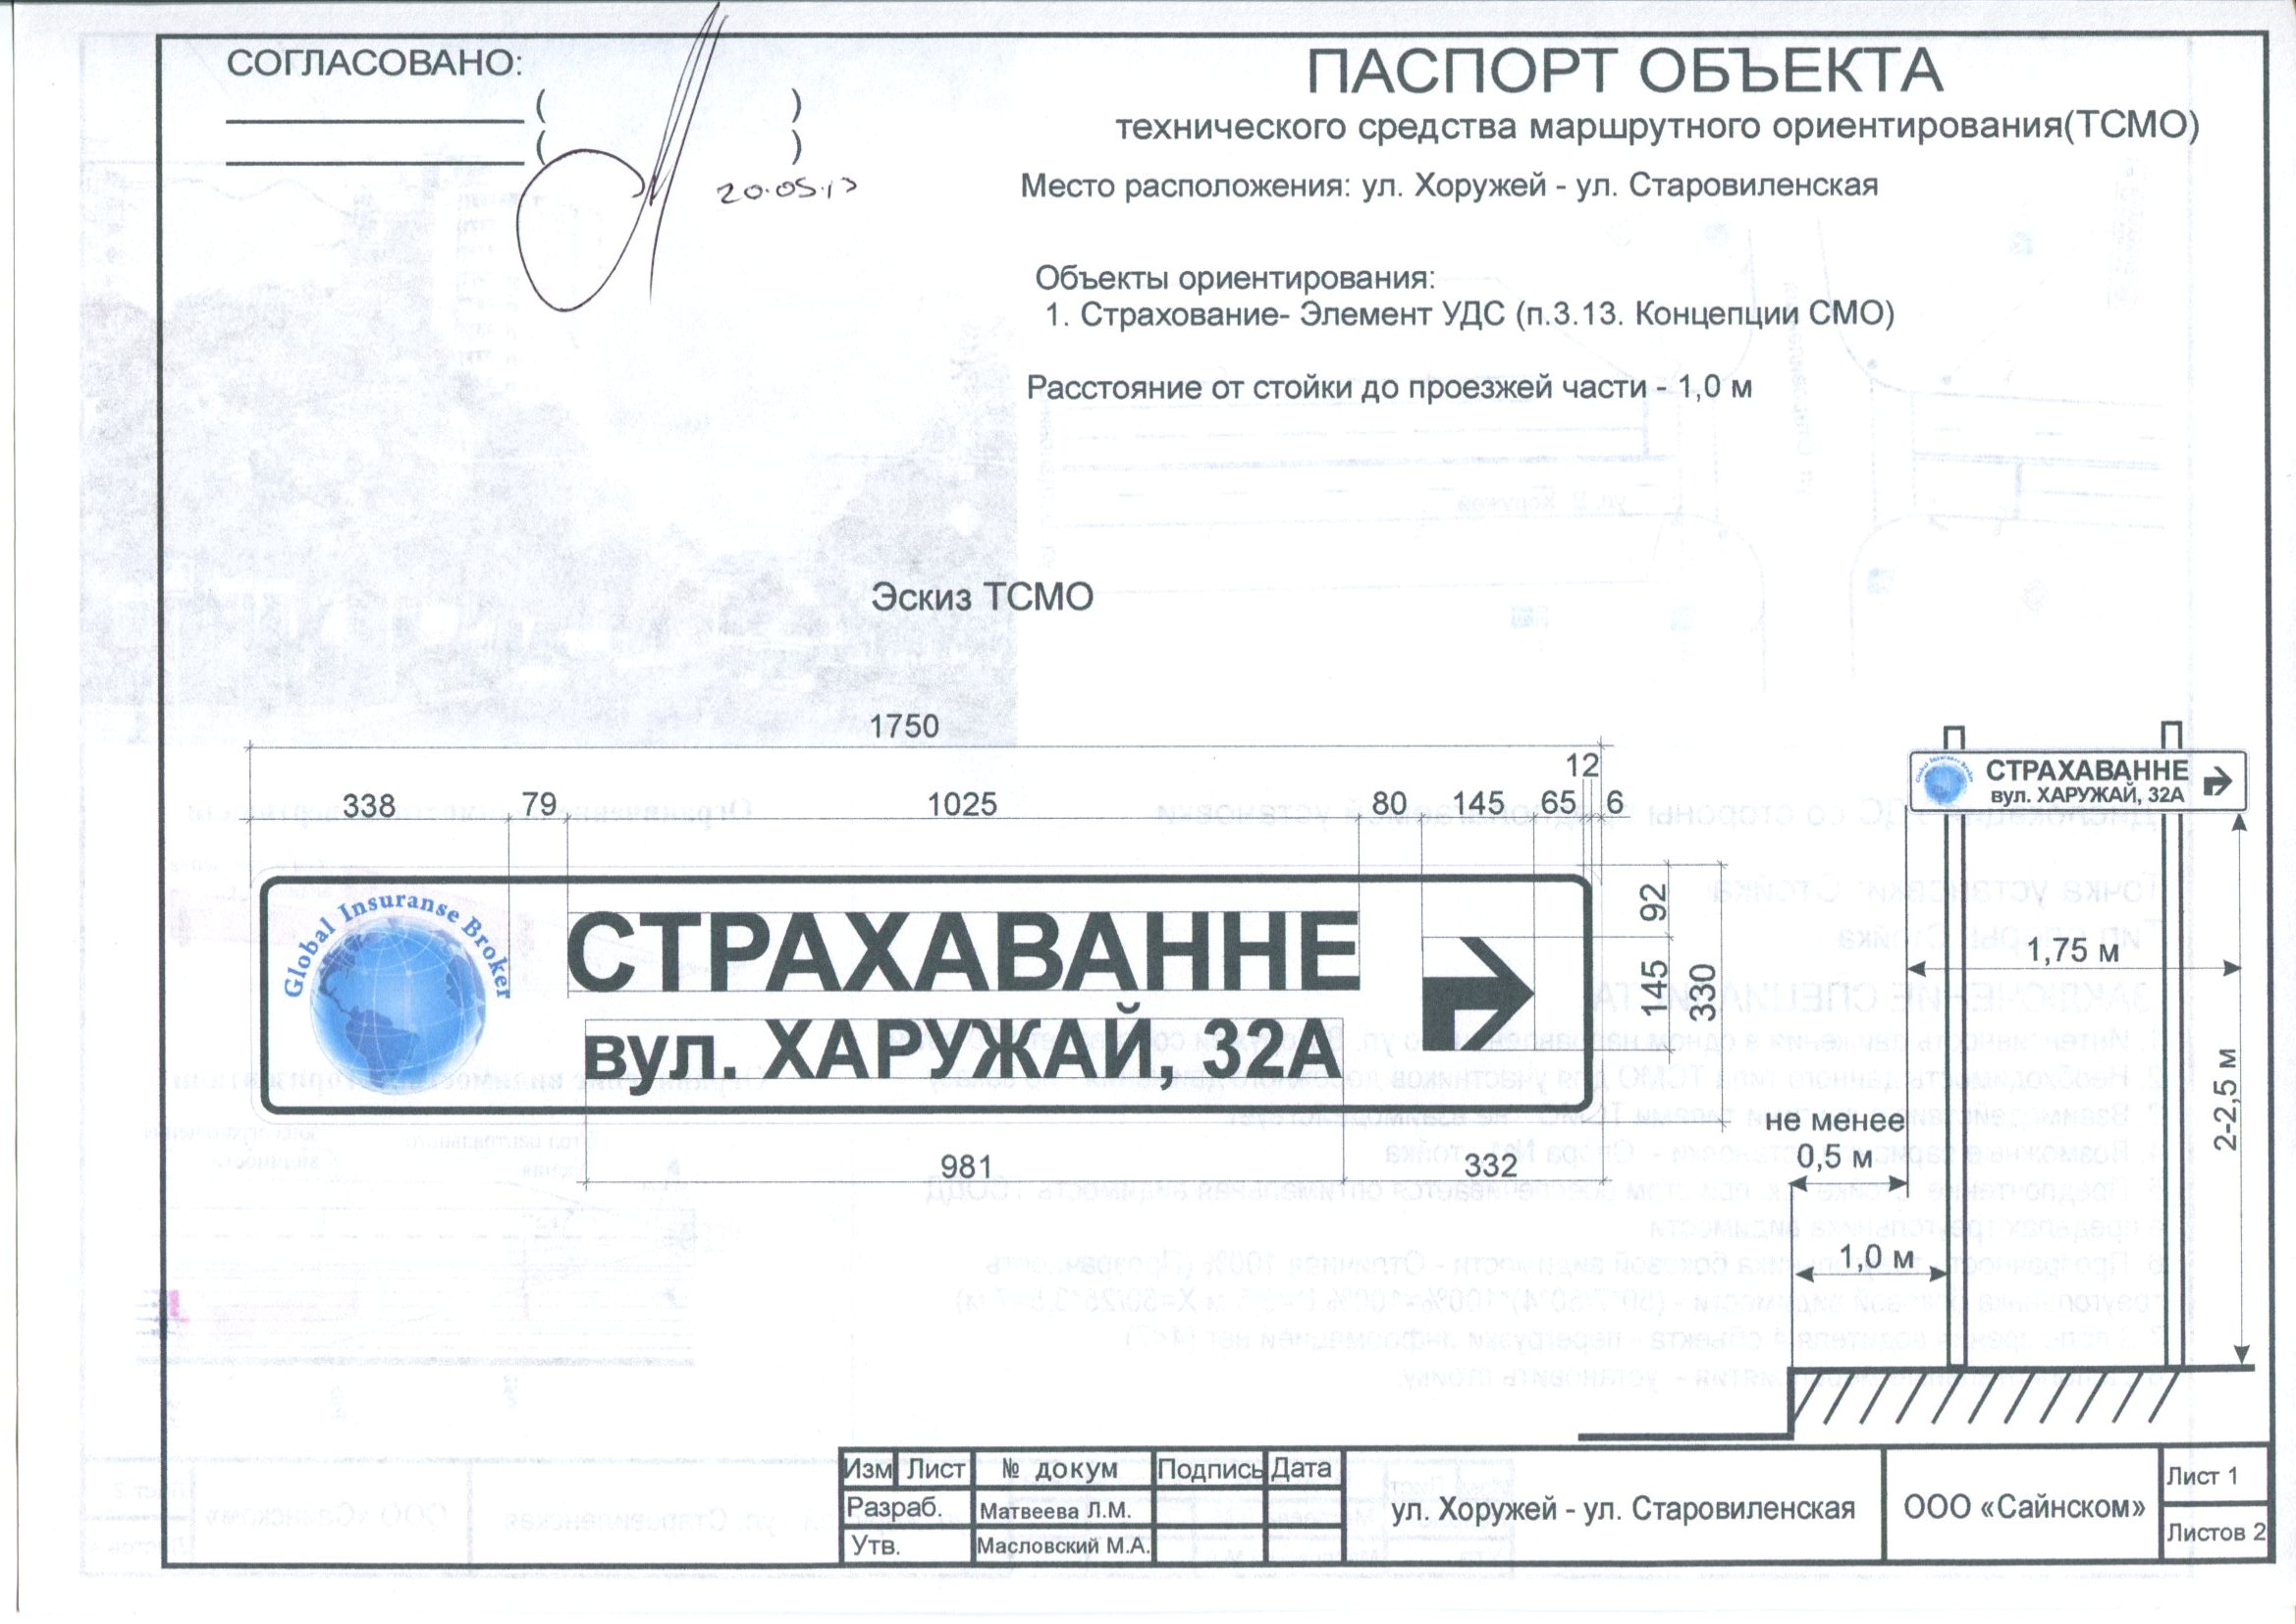 СОГЛАСОВАНО:
( )
( )
20.05.13
ПАСПОРТ ОБЪЕКТА
технического средства маршрутного ориентирования(ТСМО)
Место расположения: ул. Хоружей - ул. Старовиленская
Объекты ориентирования:
1. Страхование- Элемент УДС (п.3.13. Концепции СМО)
Расстояние от стойки до проезжей части - 1,0 м
Эскиз ТСМО
1750
12
338 79 1025 80 145 65 6
Global Insuranse Broker
СТРАХАВАННЕ
вул. ХАРУЖАЙ, 32А
92
145
330
981 332
Global Insuranse Broker
СТРАХАВАННЕ
вул. ХАРУЖАЙ, 32А
1,75 м
2-2,5 м
не менее
0,5 м
1,0 м
Изм Лист № докум Подпись Дата
Разраб. Матвеева Л.М.
Утв. Масловский М.А.
ул. Хоружей - ул. Старовиленская
ООО «Сайнском»
Лист 1
Листов 2